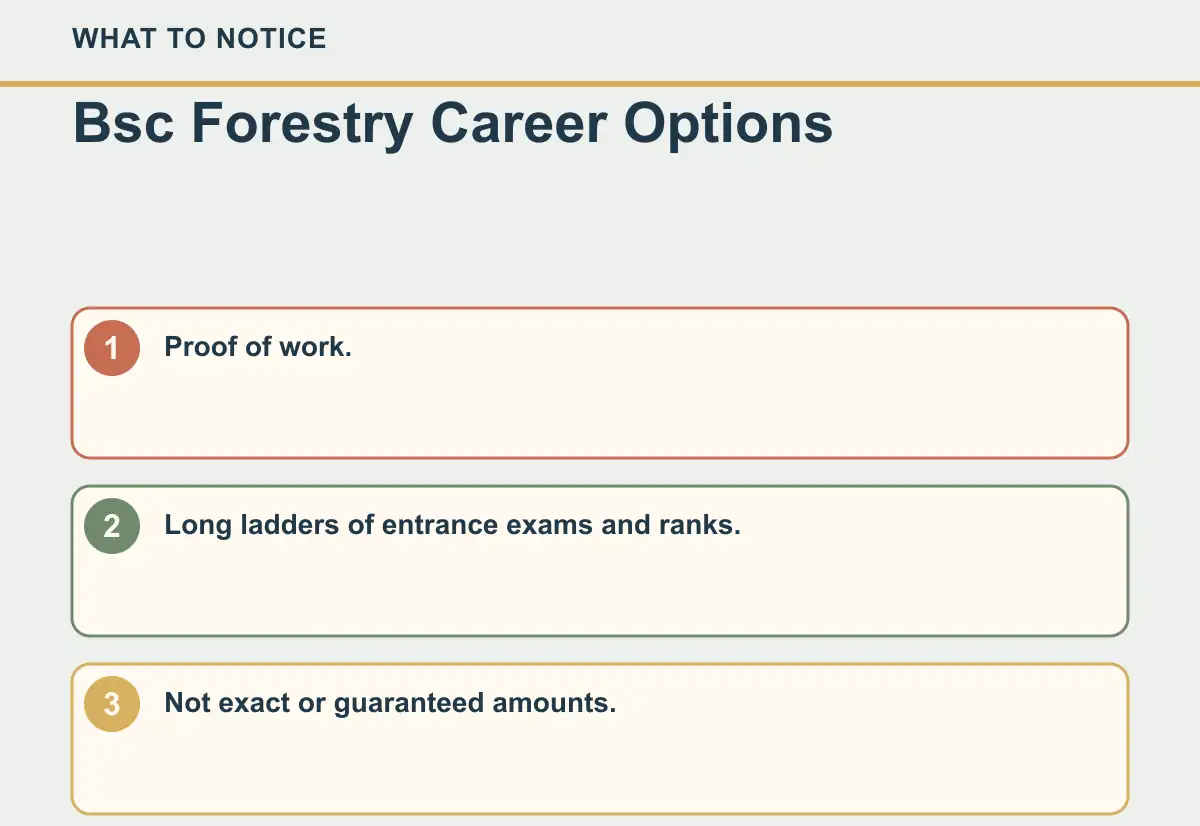 WHAT TO NOTICE
Bsc Forestry Career Options
1 Proof of work.
2 Long ladders of entrance exams and ranks.
3 Not exact or guaranteed amounts.